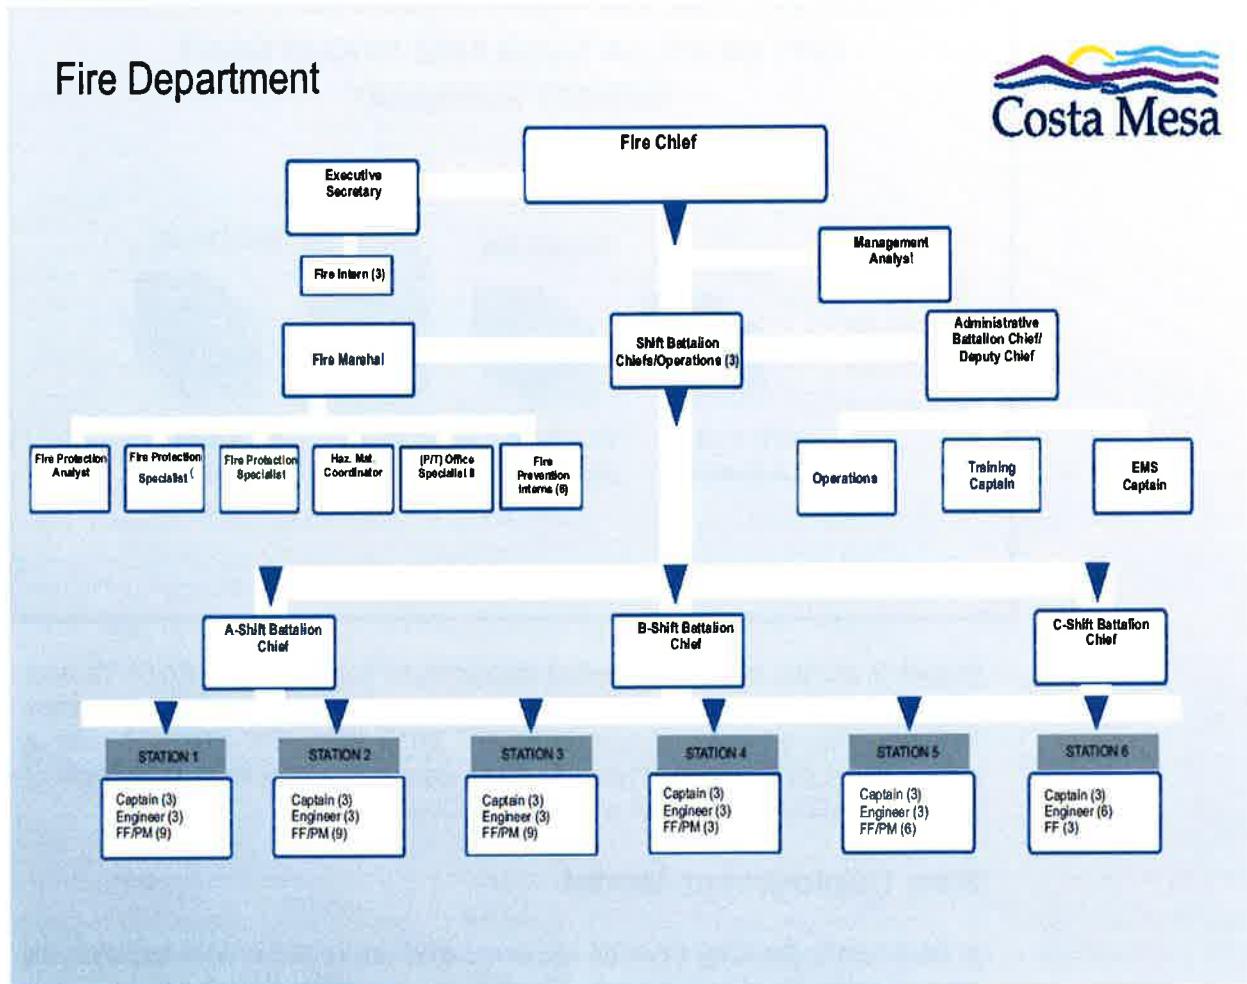 Fire Department
Costa Mesa
Fire Chief
Executive
Secretary
Fire Intern (3)
Management
Analyst
Fire Marshal
Shift Battalion
Chiefs/Operations (3)
Administrative
Battalion Chief/
Deputy Chief
Fire Protection
Analyst
Fire Protection
Specialist (
Fire Protection
Specialist
Haz. Mat.
Coordinator
(P/T) Office
Specialist II
Fire
Prevention
Interns (6)
Operations
Training
Captain
EMS
Captain
A-Shift Battalion
Chief
B-Shift Battalion
Chief
C-Shift Battalion
Chief
STATION 1
Captain (3)
Engineer (3)
FF/PM (9)
STATION 2
Captain (3)
Engineer (3)
FF/PM (9)
STATION 3
Captain (3)
Engineer (3)
FF/PM (9)
STATION 4
Captain (3)
Engineer (3)
FF/PM (3)
STATION 5
Captain (3)
Engineer (3)
FF/PM (6)
STATION 6
Captain (3)
Engineer (6)
FF (3)